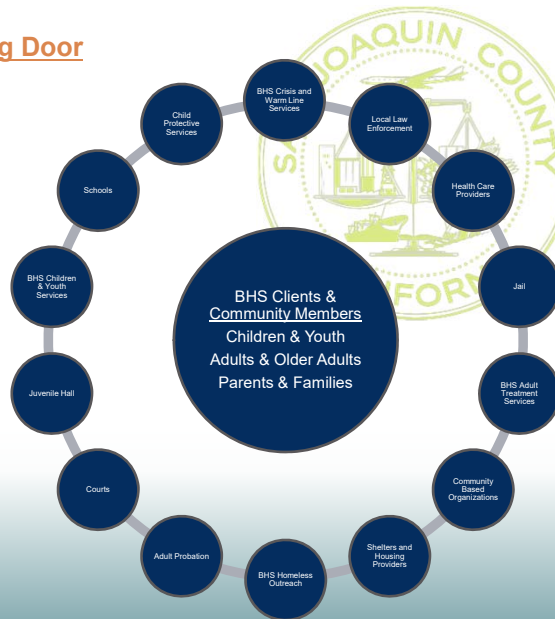 g Door
BHS Crisis and
Warm Line
Services
Local Law
Enforcement
Health Care
Providers
Jail
BHS Adult
Treatment
Services
Community
Based
Organizations
Shelters and
Housing
Providers
BHS Homeless
Outreach
Adult Probation
Courts
Juvenile Hall
BHS Children
& Youth
Services
Schools
Child
Protective
Services
BHS Clients &
Community Members
Children & Youth
Adults & Older Adults
Parents & Families
JOAQUIN COUNTY